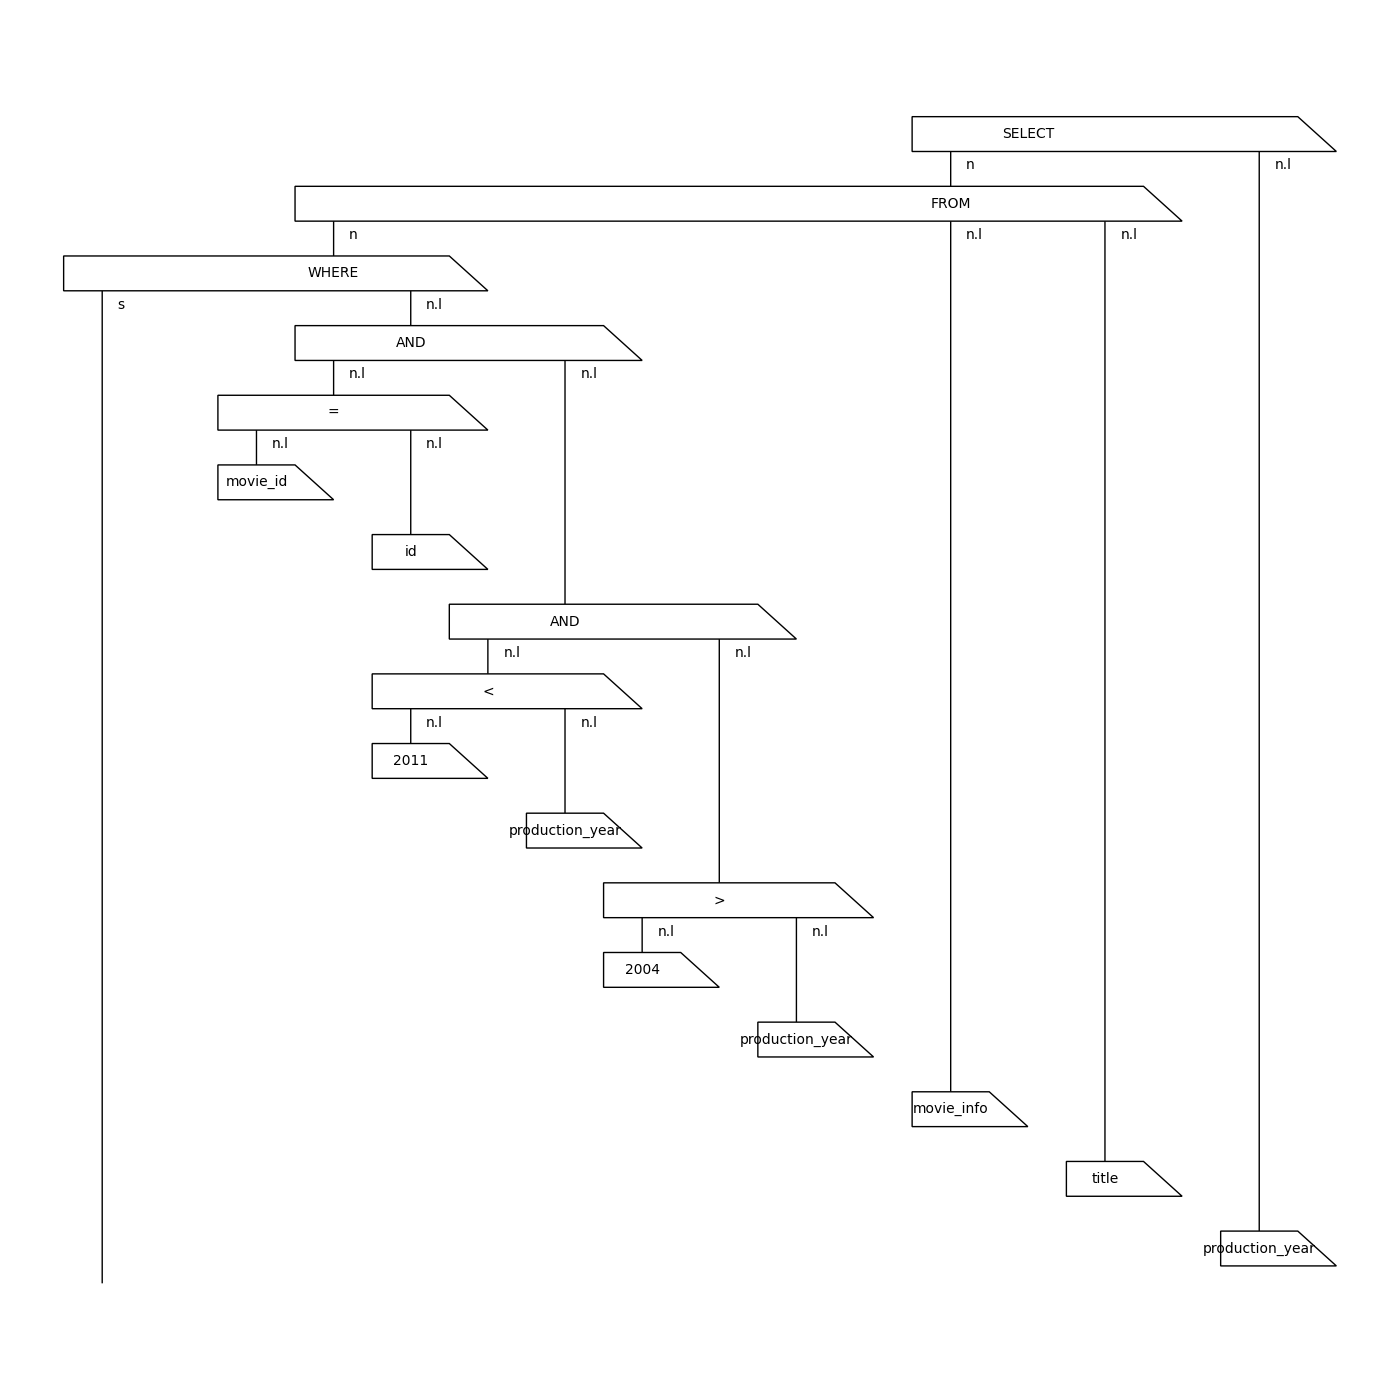 SELECT
n n.l
FROM
n n.l n.l
WHERE
s n.l
AND
n.l n.l
=
n.l n.l
movie_id
id
AND
n.l n.l
<
n.l n.l
2011
production_year
>
n.l n.l
2004
production_year
movie_info
title
production_year